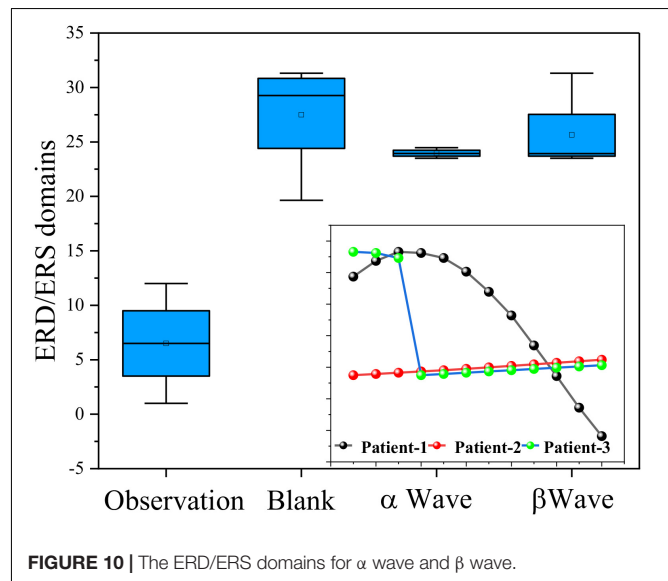 35
30
25
20
15
10
5
0
-5
ERD/ERS domains
Patient-1 Patient-2 Patient-3
Observation Blank α Wave βWave
FIGURE 10 | The ERD/ERS domains for α wave and β wave.